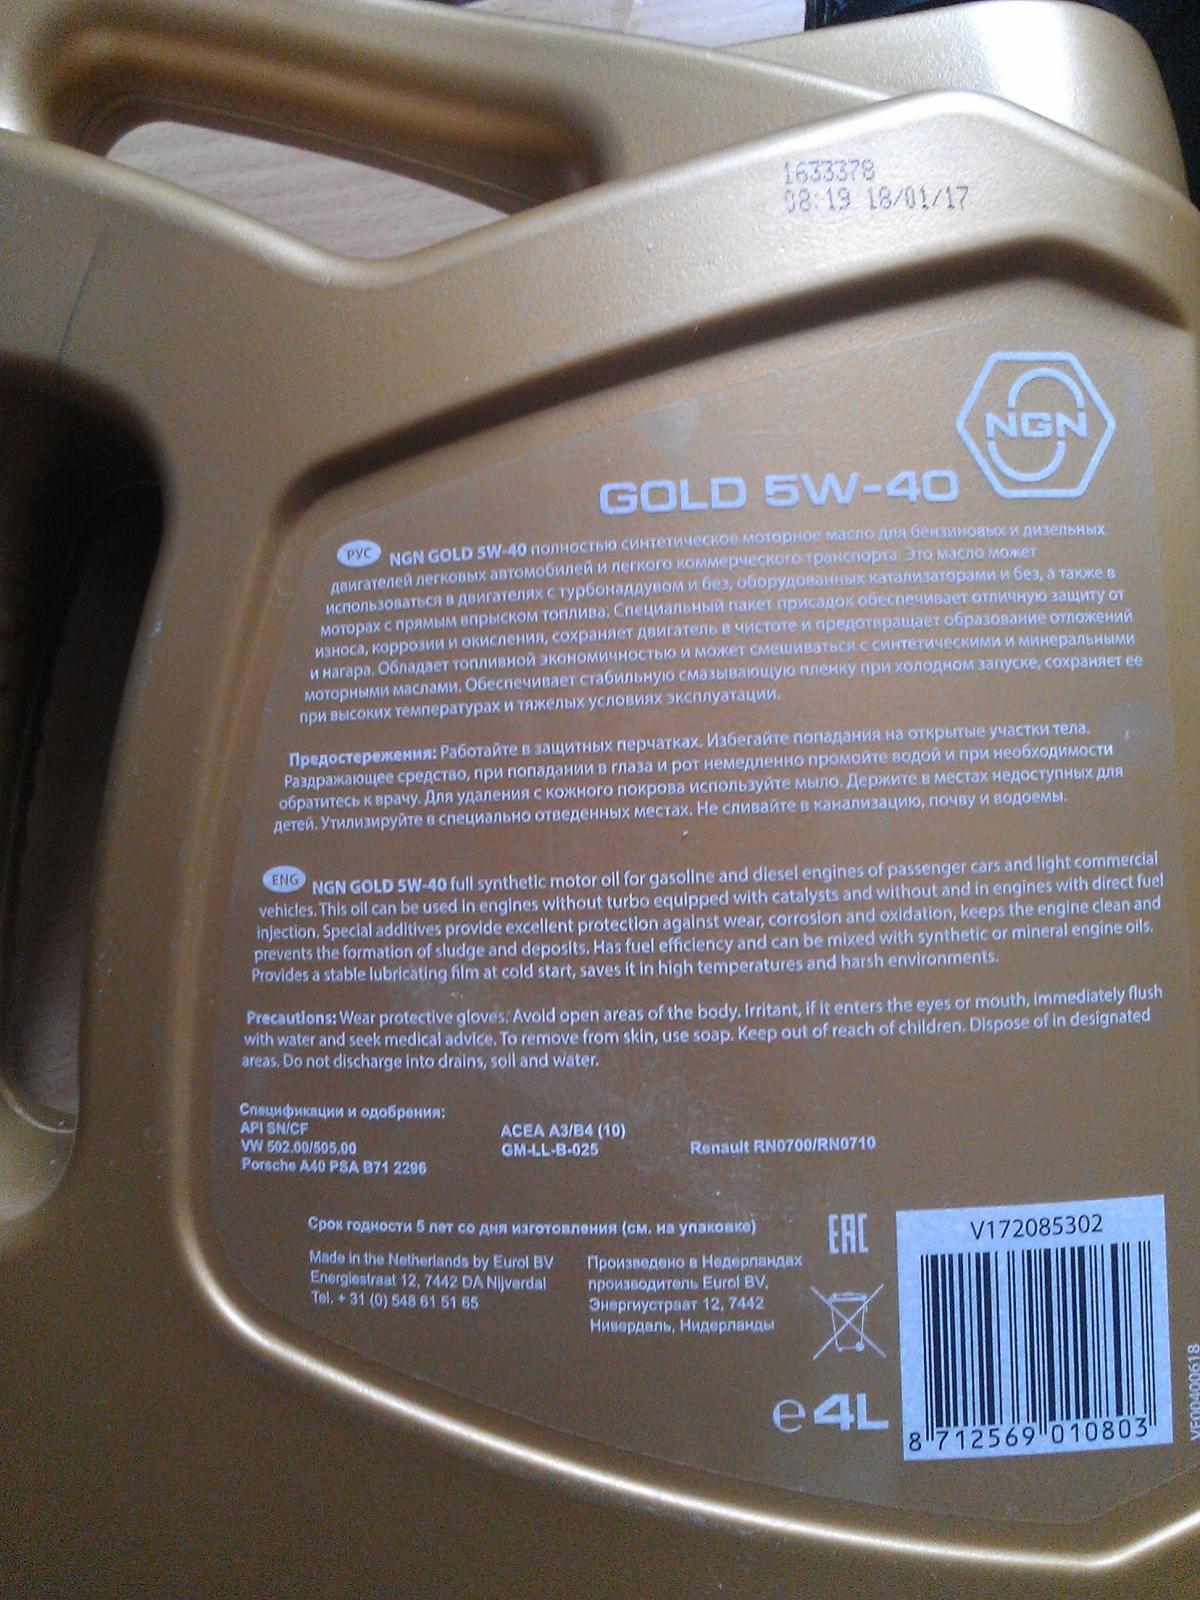 1633378
08:19 18/01/17
NGN
GOLD 5W-40
РУС NGN GOLD 5W-40 полностью синтетическое моторное масло для бензиновых и дизельных
двигателей легковых автомобилей и легкого коммерческого транспорта. Это масло может
использоваться в двигателях с турбонаддувом и без, оборудованных катализаторами и без, а также в
моторах с прямым впрыском топлива. Специальный пакет присадок обеспечивает отличную защиту от
износа, коррозии и окисления, сохраняет двигатель в чистоте и предотвращает образование отложений
и нагара. Обладает топливной экономичностью и может смешиваться с синтетическими и минеральными
моторными маслами. Обеспечивает стабильную смазывающую пленку при холодном запуске, сохраняет ее
при высоких температурах и тяжелых условиях эксплуатации.
Предостережения: Работайте в защитных перчатках. Избегайте попадания на открытые участки тела.
Раздражающее средство, при попадании в глаза и рот немедленно промойте водой и при необходимости
обратитесь к врачу. Для удаления с кожного покрова используйте мыло. Держите в местах недоступных для
детей. Утилизируйте в специально отведенных местах. Не сливайте в канализацию, почву и водоемы.
ENG NGN GOLD 5W-40 full synthetic motor oil for gasoline and diesel engines of passenger cars and light commercial
vehicles. This oil can be used in engines without turbo equipped with catalysts and without and in engines with direct fuel
injection. Special additives provide excellent protection against wear, corrosion and oxidation, keeps the engine clean and
prevents the formation of sludge and deposits. Has fuel efficiency and can be mixed with synthetic or mineral engine oils.
Provides a stable lubricating film at cold start, saves it in high temperatures and harsh environments.
Precautions: Wear protective gloves. Avoid open areas of the body. Irritant, if it enters the eyes or mouth, immediately flush
with water and seek medical advice. To remove from skin, use soap. Keep out of reach of children. Dispose of in designated
areas. Do not discharge into drains, soil and water.
Спецификации и одобрения:
API SN/CF
VW 502.00/505.00
Porsche A40 PSA B71 2296
ACEA A3/B4 (10)
GM-LL-B-025
Renault RN0700/RN0710
Срок годности 5 лет со дня изготовления (см. на упаковке)
Made in the Netherlands by Eurol BV
Energiestraat 12, 7442 DA Nijverdal
Tel. + 31 (0) 548 61 51 65
Произведено в Недерландах
производитель Eurol BV,
Энергиустраат 12, 7442
Нивердаль, Нидерланды
EAC
e 4L
V172085302
8 712569 010803
VE00400618